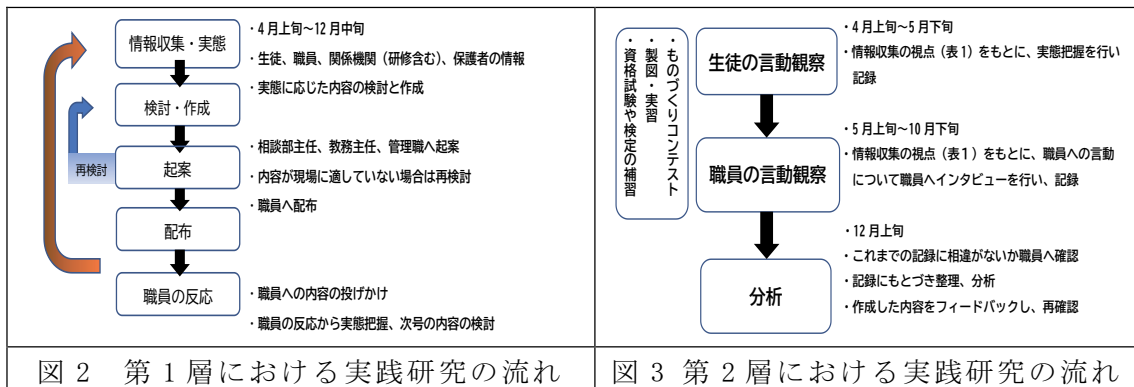 情報収集・実態
・4月上旬~12月中旬
・生徒、職員、関係機関(研修含む)、保護者の情報
・実態に応じた内容の検討と作成
検討・作成
・相談部主任、教務主任、管理職へ起案
起案
再検討
・内容が現場に適していない場合は再検討
・職員へ配布
配布
職員の反応
・職員への内容の投げかけ
・職員の反応から実態把握、次号の内容の検討
図2 第1層における実践研究の流れ
・ものづくりコンテスト
・製図・実習
・資格試験や検定の補習
生徒の言動観察
・4月上旬~5月下旬
・情報収集の視点(表1)をもとに、実態把握を行い
記録
職員の言動観察
・5月上旬~10月下旬
・情報収集の視点(表1)をもとに、職員への言動
について職員へインタビューを行い、記録
分析
・12月上旬
・これまでの記録に相違がないか職員へ確認
・記録にもとづき整理、分析
・作成した内容をフィードバックし、再確認
図3 第2層における実践研究の流れ